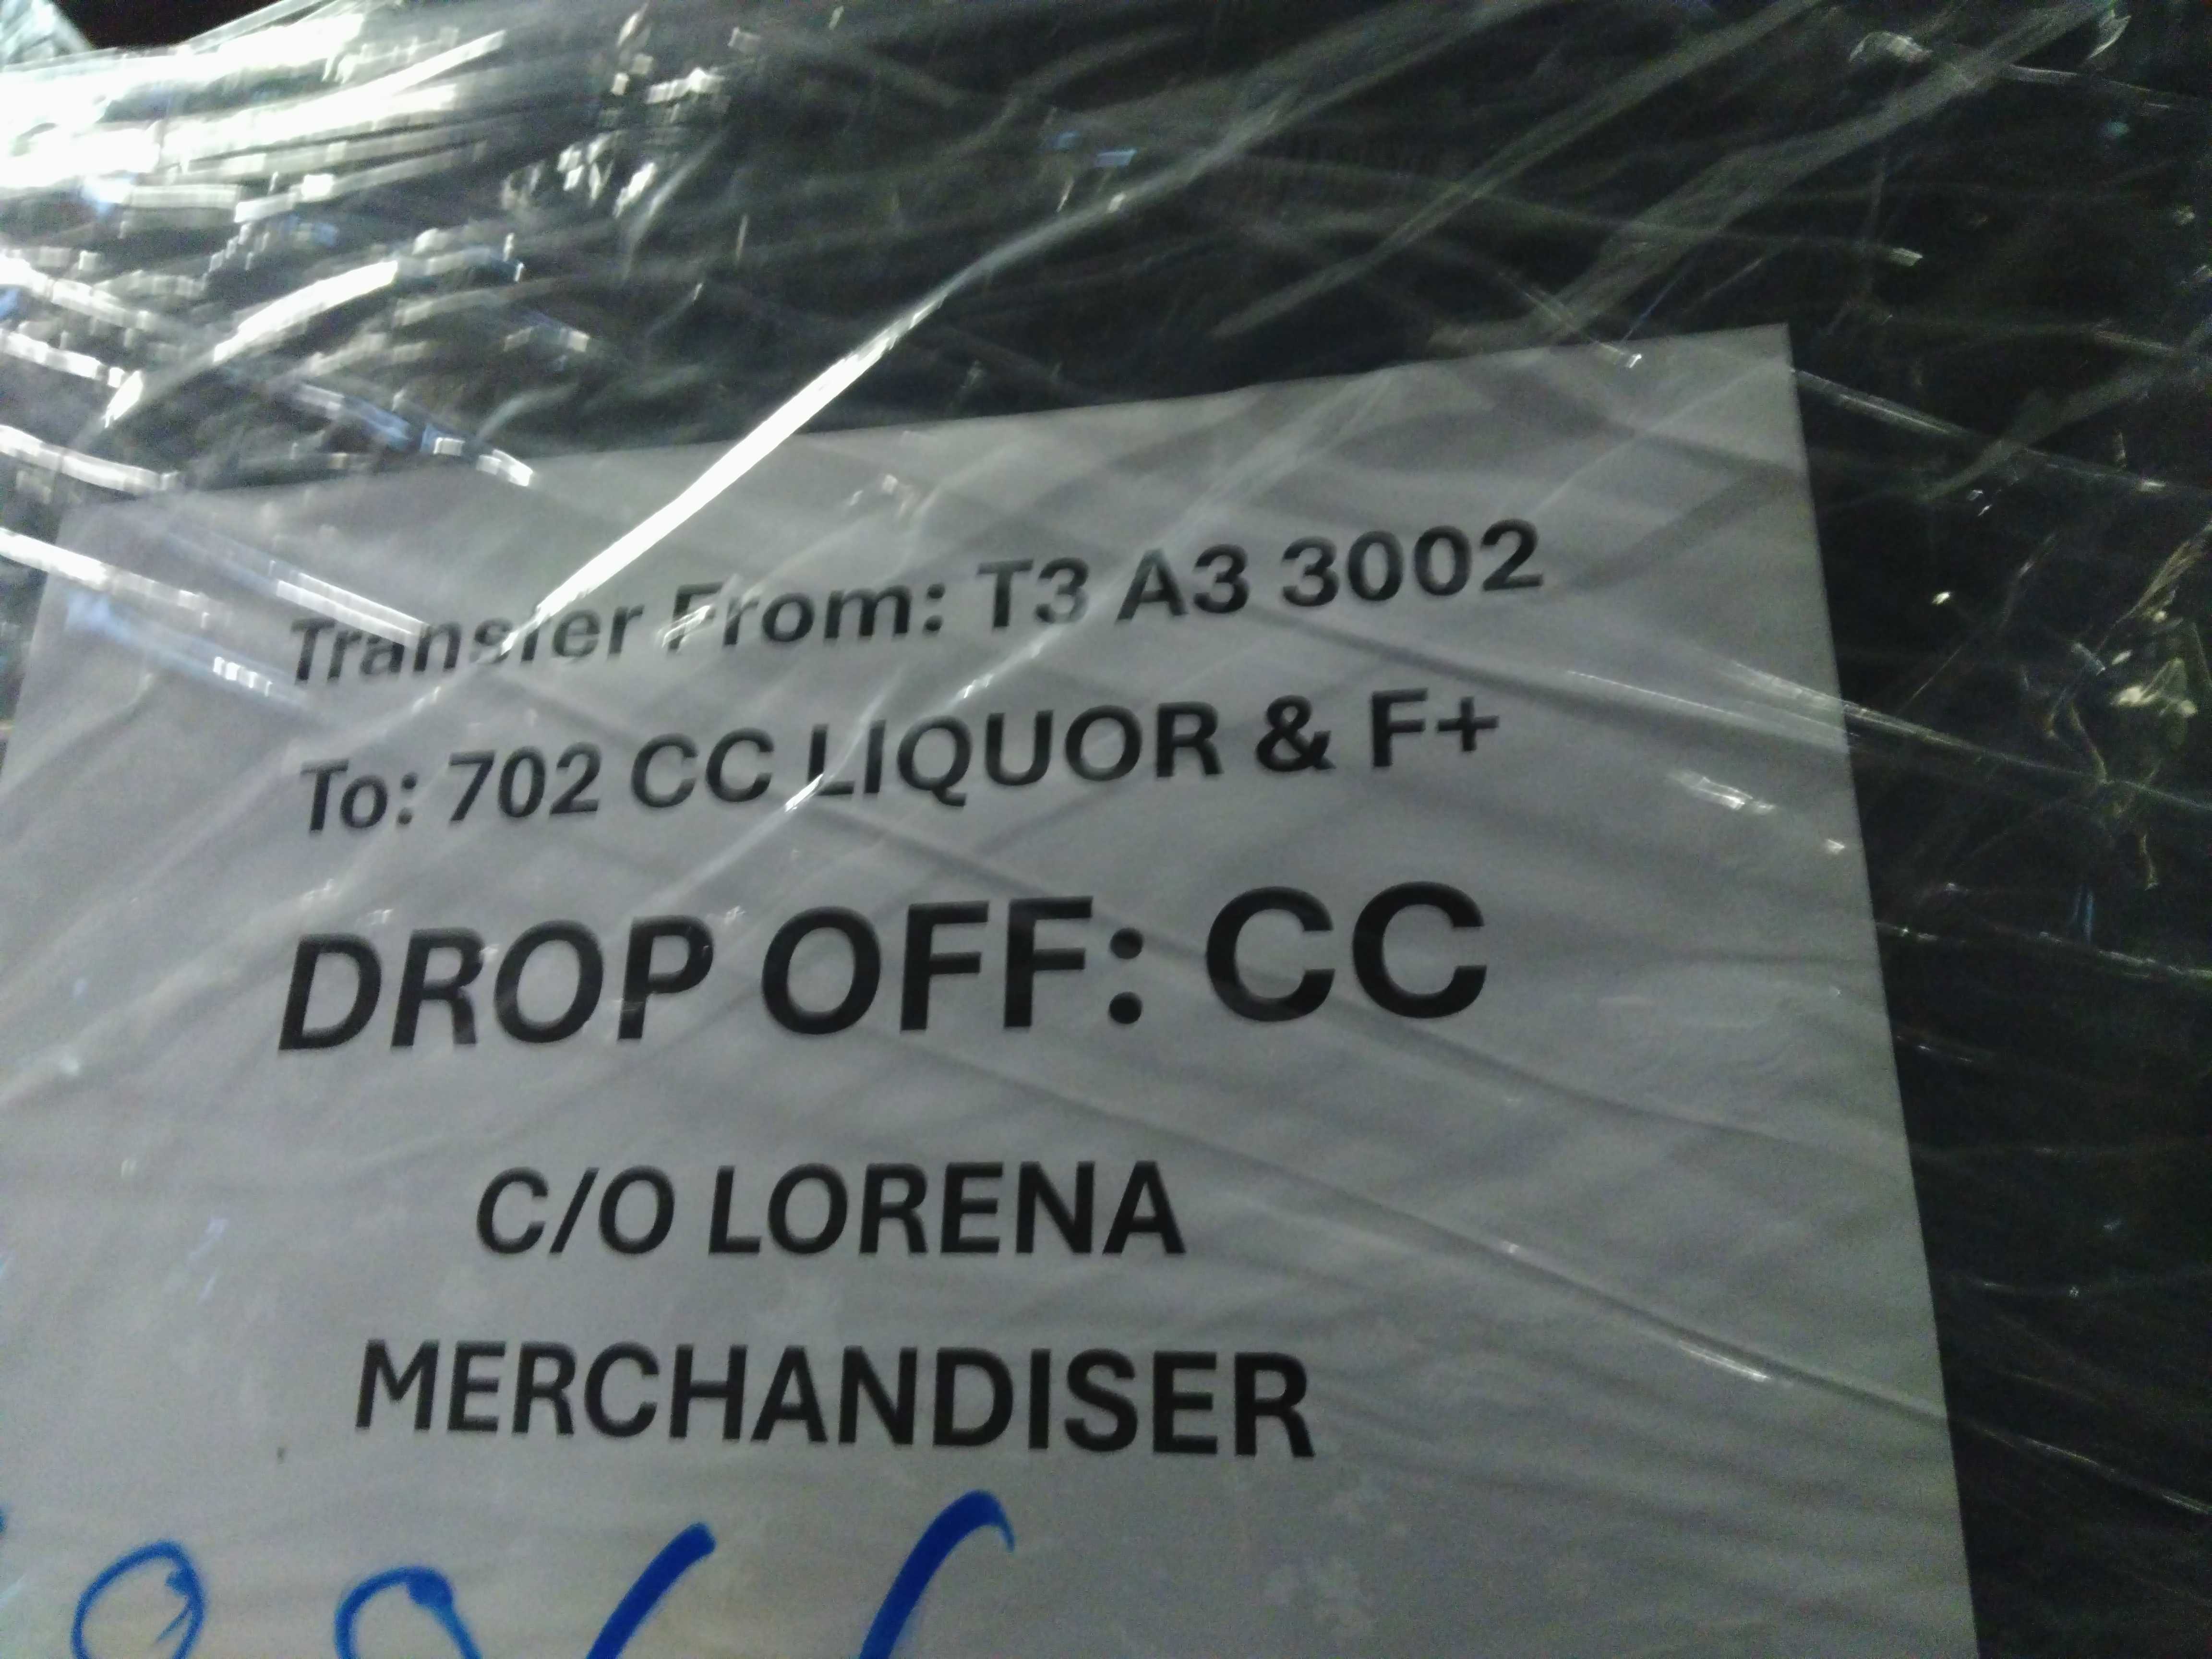 Transfer From: T3 A3 3002
To: 702 CC LIQUOR & F+
DROP OFF: CC
C/O LORENA
MERCHANDISER